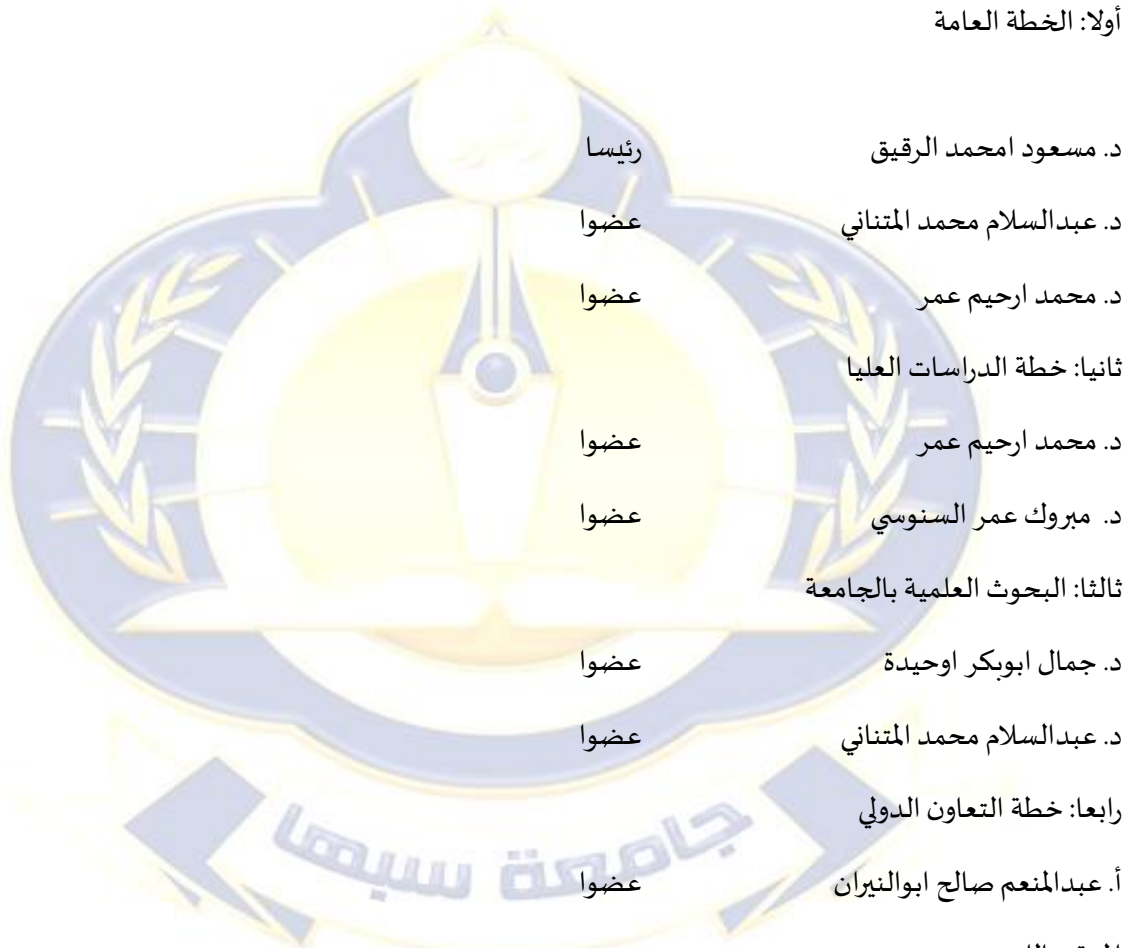 أولا: الخطة العامة
د. مسعود امحمد الرقيق رئيسا
د. عبدالسلام محمد المتناني عضوا
د. محمد ارحيم عمر عضوا
ثانيا: خطة الدراسات العليا
د. محمد ارحيم عمر عضوا
د. مبروك عمر السنوسي عضوا
ثالثا: البحوث العلمية بالجامعة
د. جمال ابوبكر اوحيدة عضوا
د. عبدالسلام محمد المتناني عضوا
رابعا: خطة التعاون الدولي
جامعة سبها
أ. عبدالمنعم صالح ابوالنيران عضوا